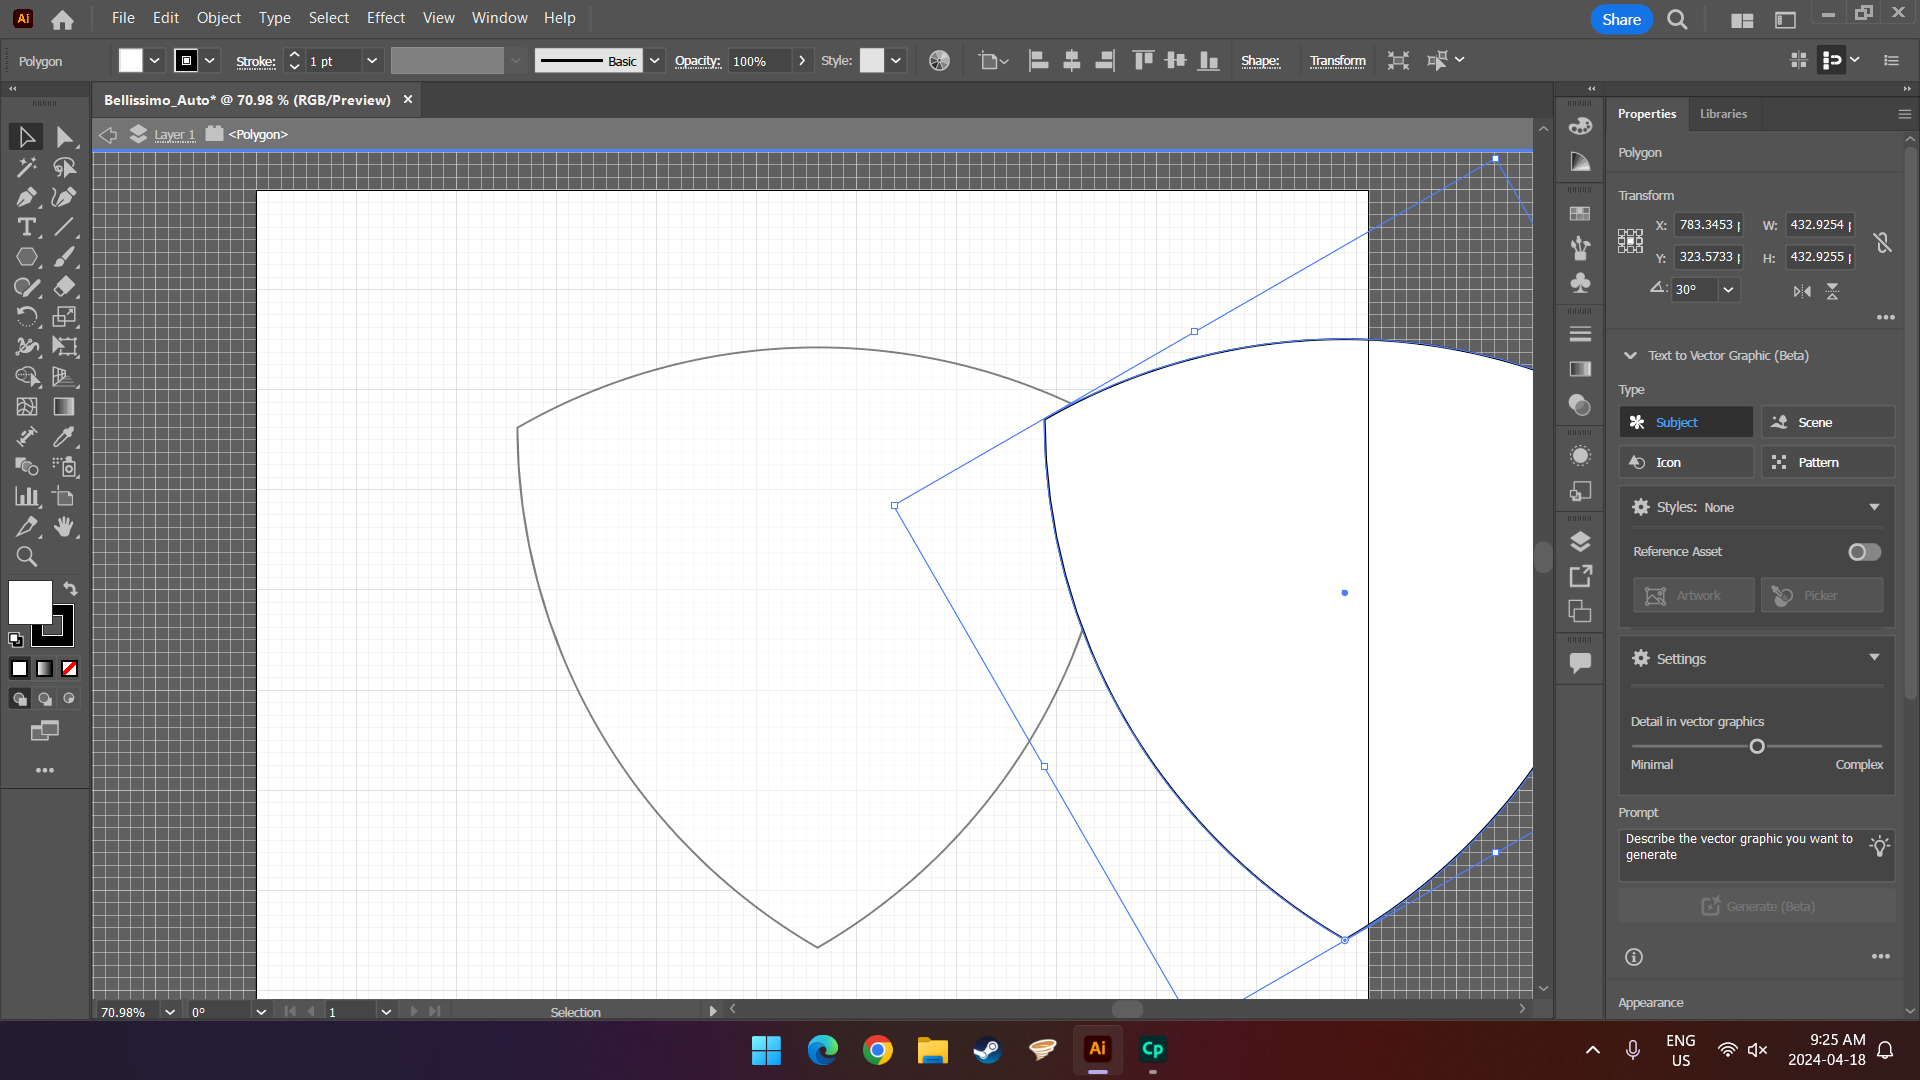 Ai File Edit Object Type Select Effect View Window Help Share
Polygon Stroke: 1 pt Basic Opacity: 100% Style: Shape: Transform
Bellissimo_Auto* @ 70.98 % (RGB/Preview) ×
Layer 1 <Polygon>
Properties Libraries
Polygon
Transform
X: 783.3453 W: 432.9254
Y: 323.5733 H: 432.9255
30°
Text to Vector Graphic (Beta)
Type
Subject Scene
Icon Pattern
Styles: None
Reference Asset
Artwork Picker
Settings
Detail in vector graphics
Minimal Complex
Prompt
Describe the vector graphic you want to
generate
Generate (Beta)
Appearance
70.98% 0° 1 Selection
Ai Cp
ENG
US
9:25 AM
2024-04-18